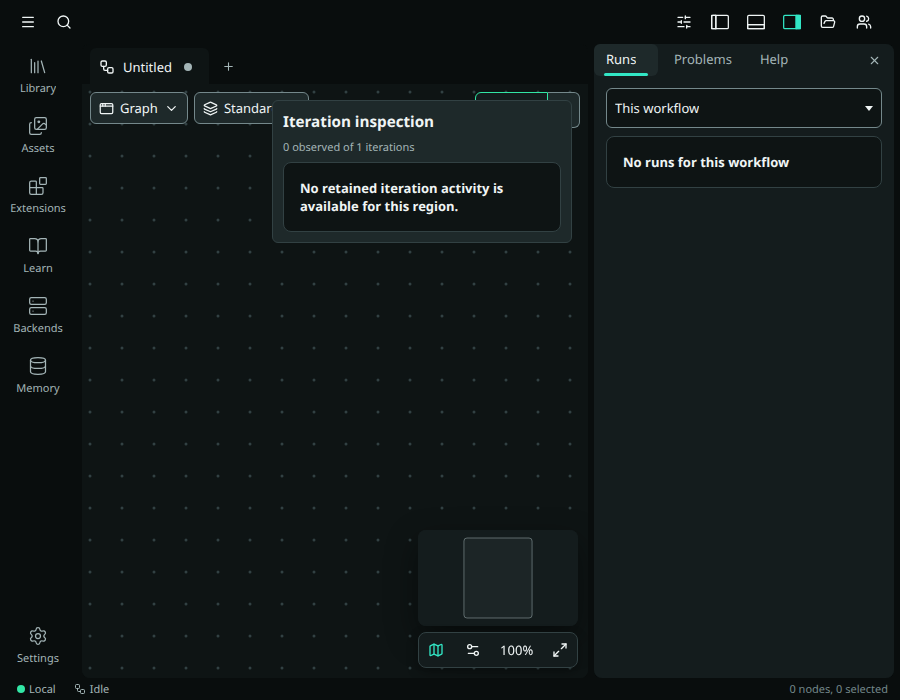 Untitled
Runs
Problems
Help
Library
Assets
Extensions
Learn
Backends
Memory
Settings
Graph
Iteration inspection
0 observed of 1 iterations
No retained iteration activity is
available for this region.
This workflow
No runs for this workflow
100%
Local
Idle
0 nodes, 0 selected